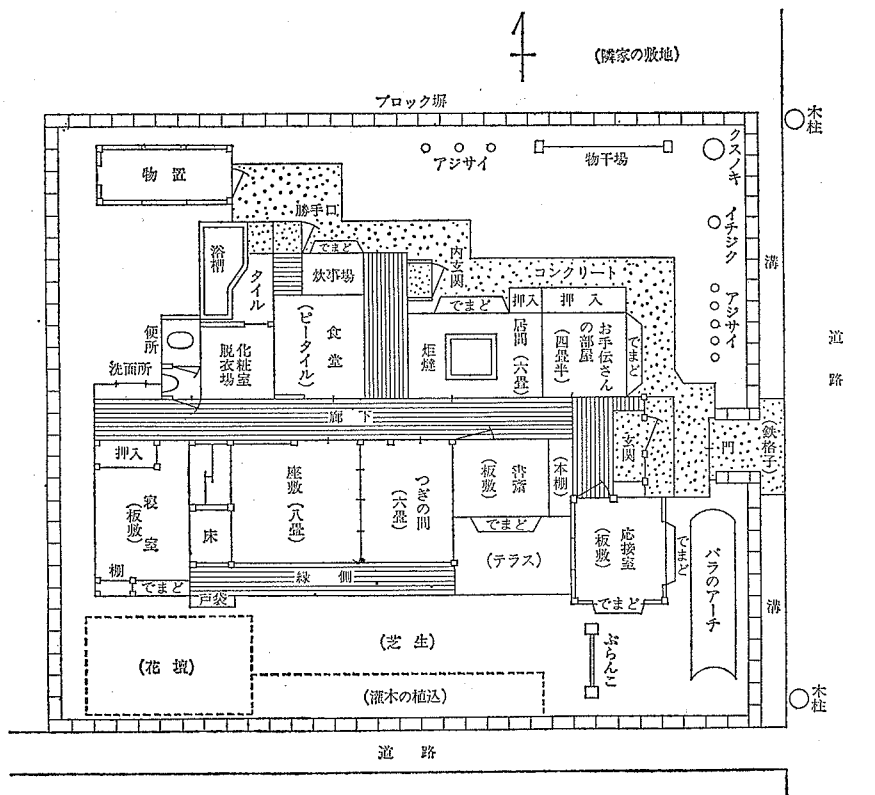 (隣家の敷地)
ブロック塀
木柱
クスノキ
物置
アジサイ
物干場
勝手口
イチジク
溝
浴槽
タイル
でまど
炊事場
内玄関
コンクリート
アジサイ
道路
便所
化粧室
脱衣場
食堂
(ピータイル)
でまど
押入
押入
炬燵
居間(六畳)
お手伝さんの部屋
(四畳半)
でまど
洗面所
廊下
玄関
門
(鉄格子)
押入
寝室
(板敷)
床
座敷(八畳)
つぎの間
(六畳)
書斎
(板敷)
(本棚)
でまど
(テラス)
応接室
(板敷)
でまど
バラのアーチ
棚
でまど
縁側
戸袋
でまど
溝
(花壇)
(芝生)
ぶらんこ
(灌木の植込)
木柱
道路